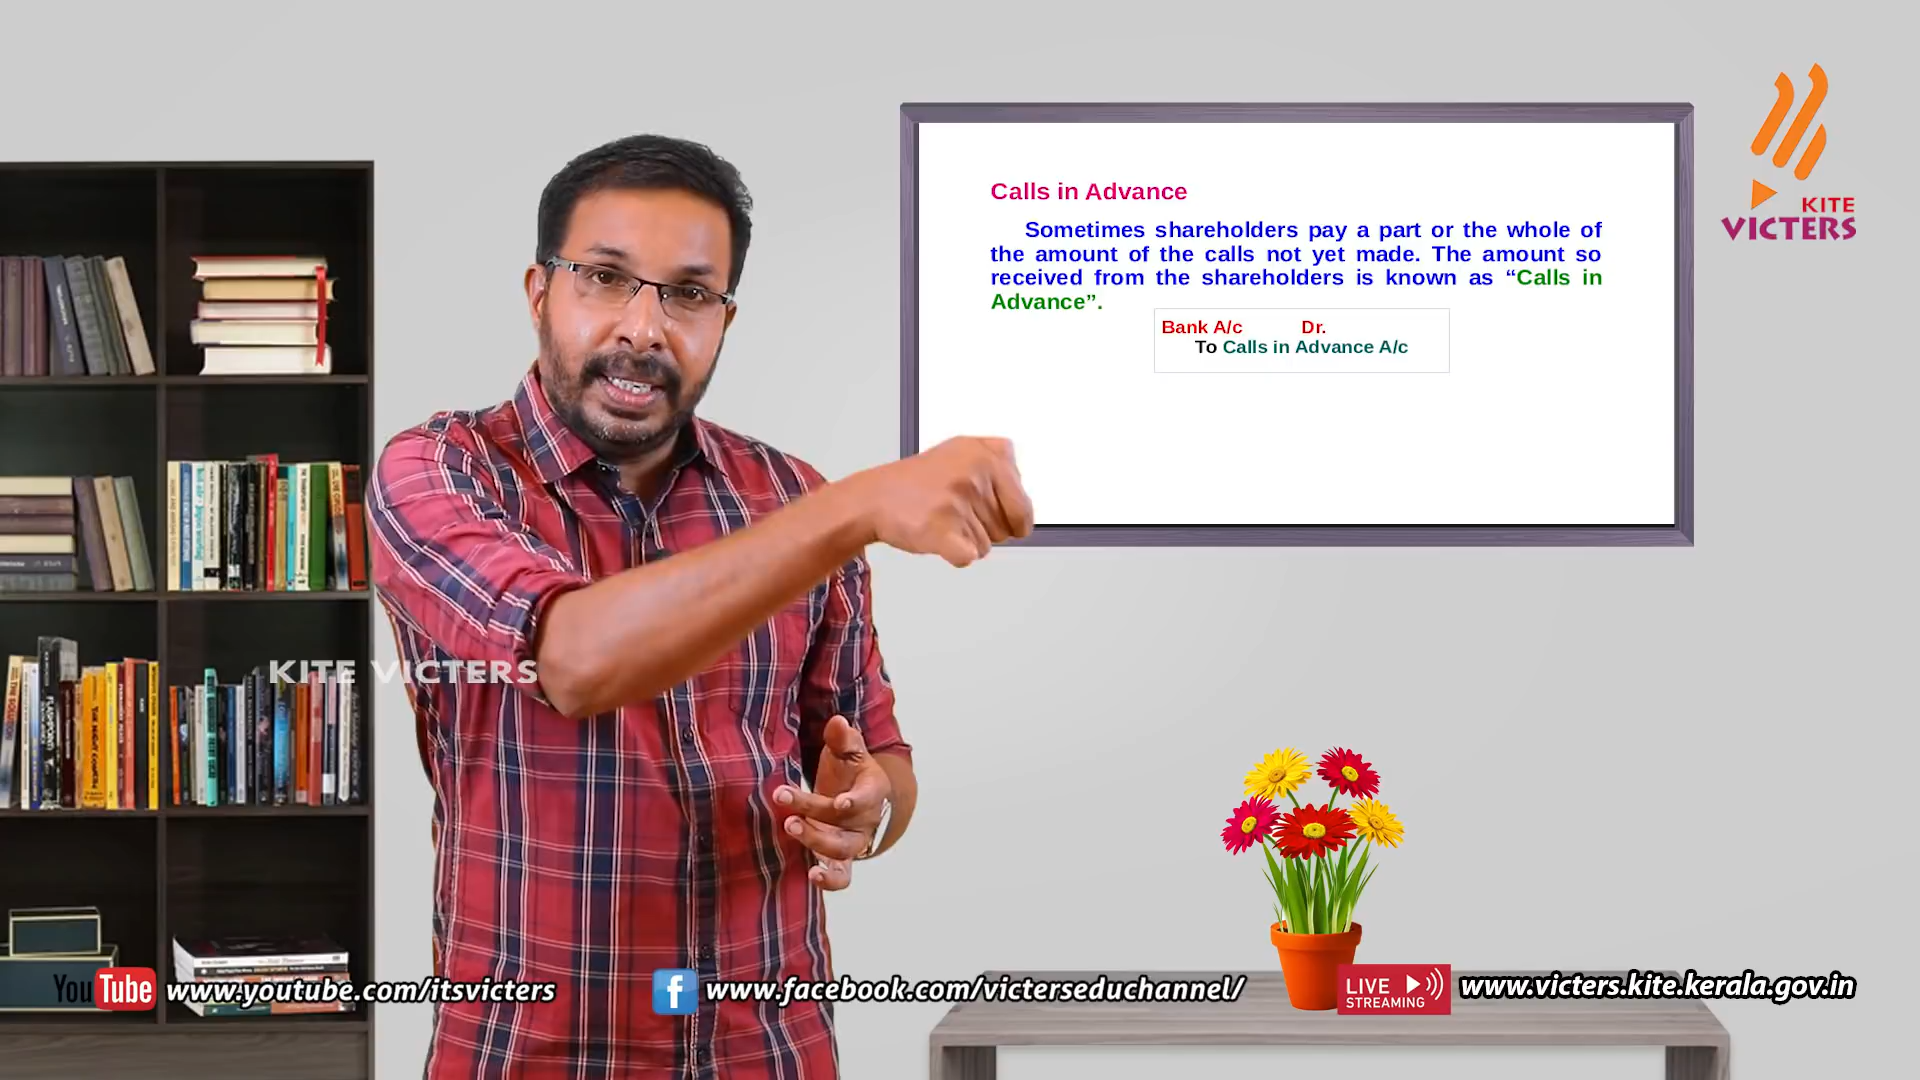 Calls in Advance
Sometimes shareholders pay a part or the whole of
the amount of the calls not yet made. The amount so
received from the shareholders is known as “Calls in
Advance”.
Bank A/c Dr.
To Calls in Advance A/c
KITE
VICTERS
KITE VICTERS
YouTube www.youtube.com/itsvicters
f www.facebook.com/victerseduchannel/
LIVE
STREAMING
www.victers.kite.kerala.gov.in